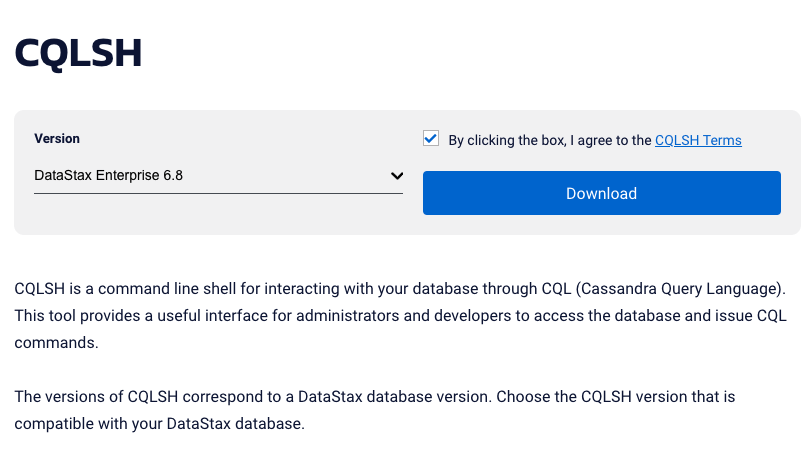 CQLSH
Version
By clicking the box, I agree to the CQLSH Terms
DataStax Enterprise 6.8
Download
CQLSH is a command line shell for interacting with your database through CQL (Cassandra Query Language).
This tool provides a useful interface for administrators and developers to access the database and issue CQL
commands.
The versions of CQLSH correspond to a DataStax database version. Choose the CQLSH version that is
compatible with your DataStax database.